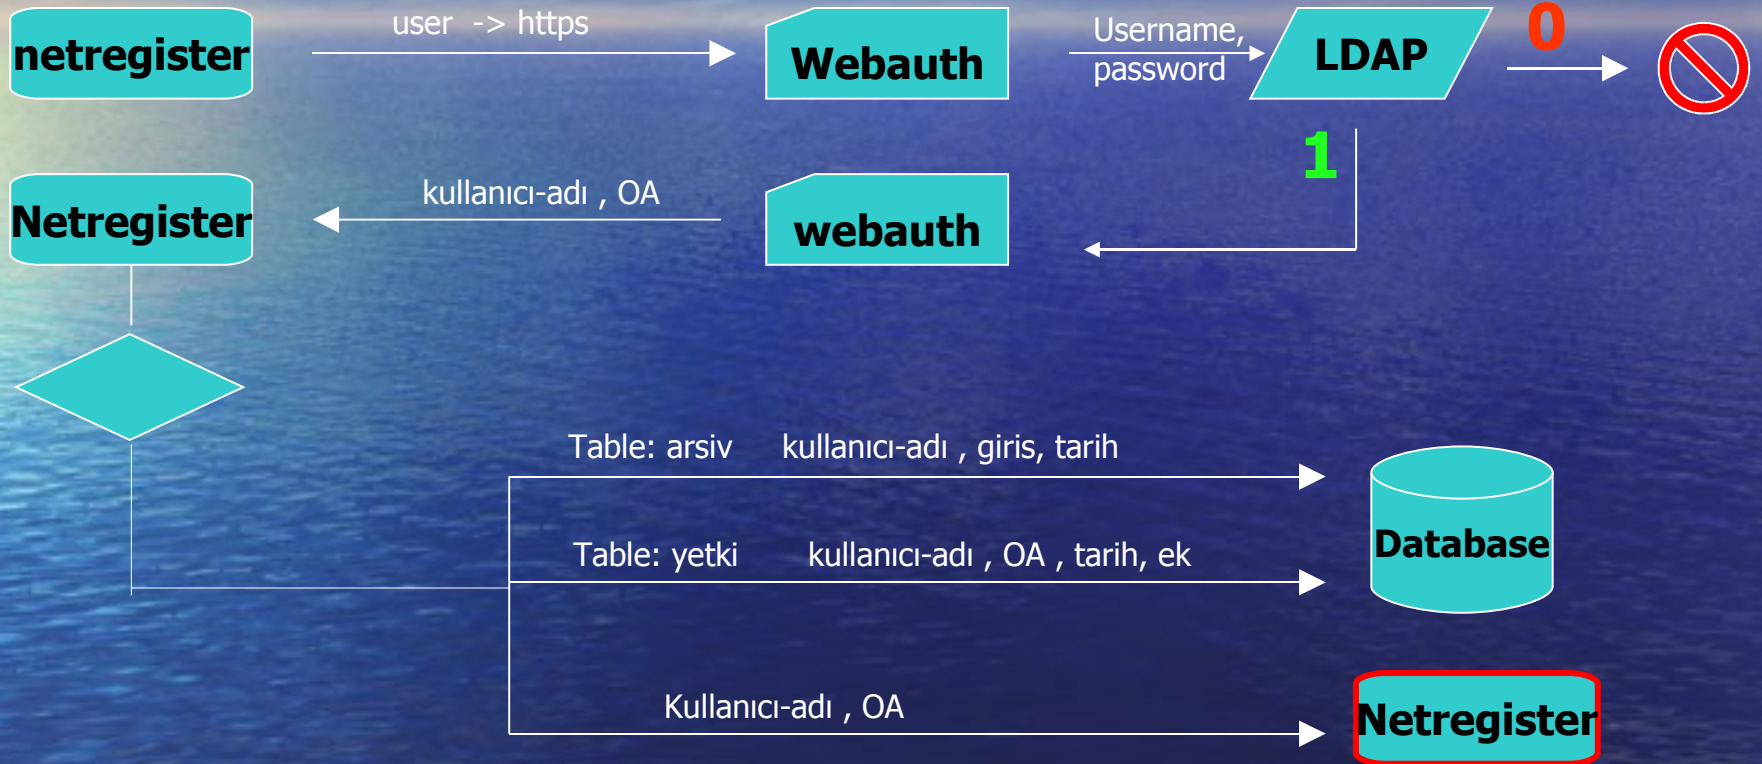 netregister
user -> https
Webauth
Username,
password
LDAP
0
1
Netregister
kullanıcı-adı , OA
webauth
Table: arsiv kullanıcı-adı , giris, tarih
Table: yetki kullanıcı-adı , OA , tarih, ek
Database
Kullanıcı-adı , OA
Netregister